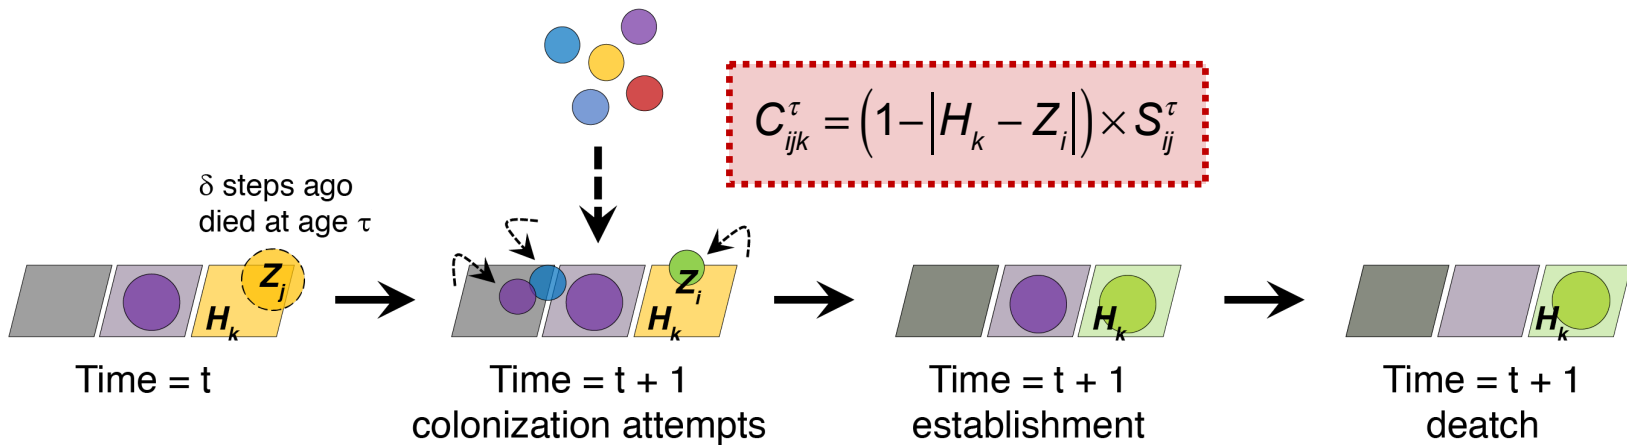 C^τ_ijk = (1−|H_k − Z_i|) × S^τ_ij
δ steps ago
died at age τ
Z_j
H_k
Z_i
H_k
H_k
H_k
Time = t
Time = t + 1
colonization attempts
Time = t + 1
establishment
Time = t + 1
deatch